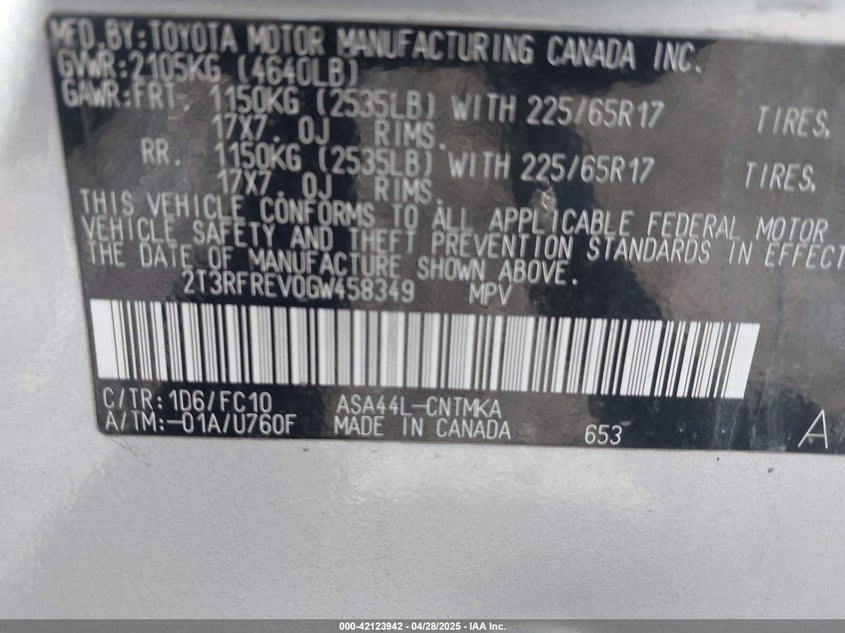 MFD.BY:TOYOTA MOTOR MANUFACTURING CANADA INC.
GVWR:2105KG (4640LB)
GAWR:FRT. 1150KG (2535LB) WITH 225/65R17 TIRES.
17X7. 0J RIMS.
RR. 1150KG (2535LB) WITH 225/65R17 TIRES.
17X7 0J RIMS.
THIS VEHICLE CONFORMS TO ALL APPLICABLE FEDERAL MOTOR
VEHICLE SAFETY AND THEFT PREVENTION STANDARDS IN EFFECT
THE DATE OF MANUFACTURE SHOWN ABOVE.
2T3RFREV0GW458349 MPV
C/TR:1D6/FC10 ASA44L-CNTMKA
A/TM:-01A/U760F MADE IN CANADA 653 A
000-42123942 | 04/28/2025 - IAA Inc.